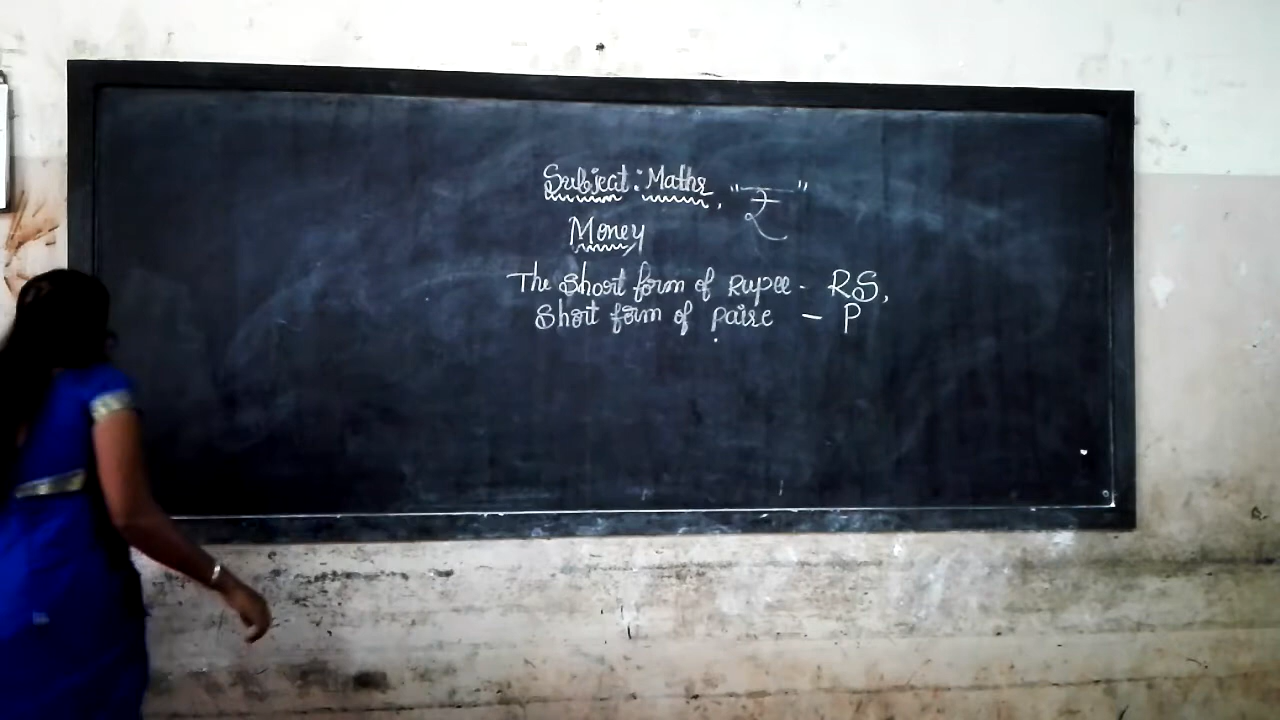 Subject: Maths, "₹"
Money
The Short form of Rupee - RS,
Short form of paise - P